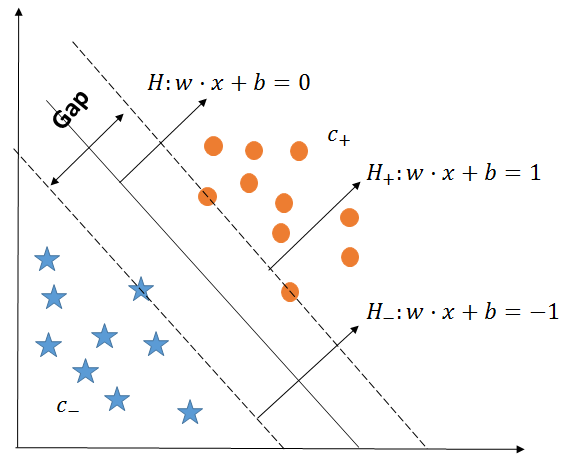 H: w · x + b = 0
Gap
c₊
H₊: w · x + b = 1
H₋: w · x + b = −1
c₋